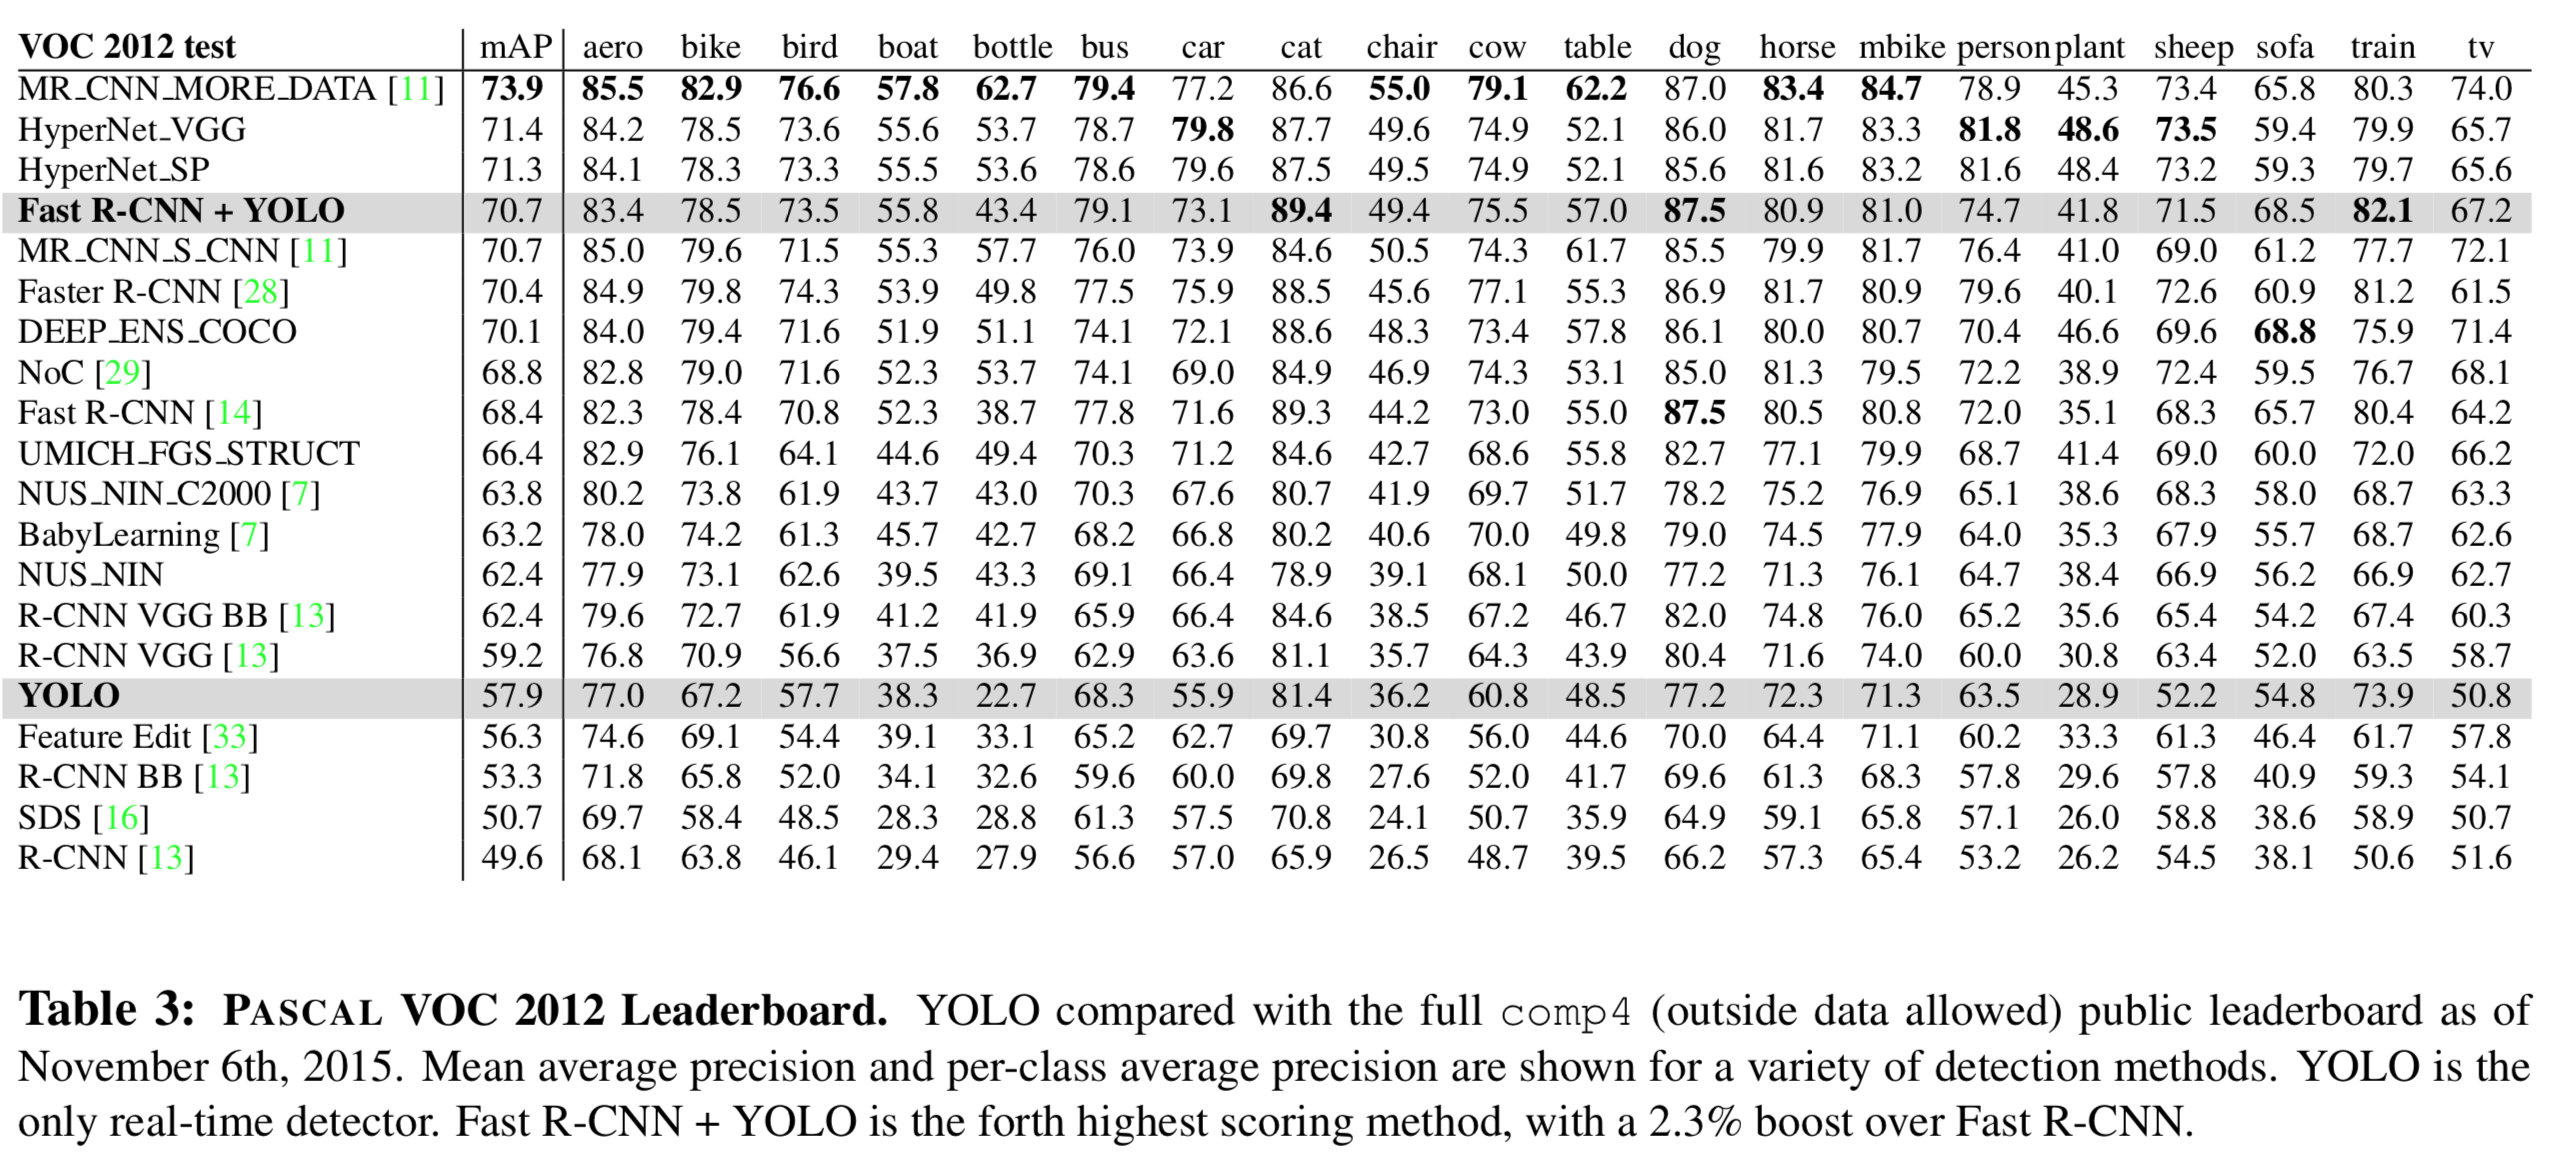 VOC 2012 test mAP aero bike bird boat bottle bus car cat chair cow table dog horse mbike person plant sheep sofa train tv
MR_CNN_MORE_DATA [11] 73.9 85.5 82.9 76.6 57.8 62.7 79.4 77.2 86.6 55.0 79.1 62.2 87.0 83.4 84.7 78.9 45.3 73.4 65.8 80.3 74.0
HyperNet_VGG 71.4 84.2 78.5 73.6 55.6 53.7 78.7 79.8 87.7 49.6 74.9 52.1 86.0 81.7 83.3 81.8 48.6 73.5 59.4 79.9 65.7
HyperNet_SP 71.3 84.1 78.3 73.3 55.5 53.6 78.6 79.6 87.5 49.5 74.9 52.1 85.6 81.6 83.2 81.6 48.4 73.2 59.3 79.7 65.6
Fast R-CNN + YOLO 70.7 83.4 78.5 73.5 55.8 43.4 79.1 73.1 89.4 49.4 75.5 57.0 87.5 80.9 81.0 74.7 41.8 71.5 68.5 82.1 67.2
MR_CNN_S_CNN [11] 70.7 85.0 79.6 71.5 55.3 57.7 76.0 73.9 84.6 50.5 74.3 61.7 85.5 79.9 81.7 76.4 41.0 69.0 61.2 77.7 72.1
Faster R-CNN [28] 70.4 84.9 79.8 74.3 53.9 49.8 77.5 75.9 88.5 45.6 77.1 55.3 86.9 81.7 80.9 79.6 40.1 72.6 60.9 81.2 61.5
DEEP_ENS_COCO 70.1 84.0 79.4 71.6 51.9 51.1 74.1 72.1 88.6 48.3 73.4 57.8 86.1 80.0 80.7 70.4 46.6 69.6 68.8 75.9 71.4
NoC [29] 68.8 82.8 79.0 71.6 52.3 53.7 74.1 69.0 84.9 46.9 74.3 53.1 85.0 81.3 79.5 72.2 38.9 72.4 59.5 76.7 68.1
Fast R-CNN [14] 68.4 82.3 78.4 70.8 52.3 38.7 77.8 71.6 89.3 44.2 73.0 55.0 87.5 80.5 80.8 72.0 35.1 68.3 65.7 80.4 64.2
UMICH_FGS_STRUCT 66.4 82.9 76.1 64.1 44.6 49.4 70.3 71.2 84.6 42.7 68.6 55.8 82.7 77.1 79.9 68.7 41.4 69.0 60.0 72.0 66.2
NUS_NIN_C2000 [7] 63.8 80.2 73.8 61.9 43.7 43.0 70.3 67.6 80.7 41.9 69.7 51.7 78.2 75.2 76.9 65.1 38.6 68.3 58.0 68.7 63.3
BabyLearning [7] 63.2 78.0 74.2 61.3 45.7 42.7 68.2 66.8 80.2 40.6 70.0 49.8 79.0 74.5 77.9 64.0 35.3 67.9 55.7 68.7 62.6
NUS_NIN 62.4 77.9 73.1 62.6 39.5 43.3 69.1 66.4 78.9 39.1 68.1 50.0 77.2 71.3 76.1 64.7 38.4 66.9 56.2 66.9 62.7
R-CNN VGG BB [13] 62.4 79.6 72.7 61.9 41.2 41.9 65.9 66.4 84.6 38.5 67.2 46.7 82.0 74.8 76.0 65.2 35.6 65.4 54.2 67.4 60.3
R-CNN VGG [13] 59.2 76.8 70.9 56.6 37.5 36.9 62.9 63.6 81.1 35.7 64.3 43.9 80.4 71.6 74.0 60.0 30.8 63.4 52.0 63.5 58.7
YOLO 57.9 77.0 67.2 57.7 38.3 22.7 68.3 55.9 81.4 36.2 60.8 48.5 77.2 72.3 71.3 63.5 28.9 52.2 54.8 73.9 50.8
Feature Edit [33] 56.3 74.6 69.1 54.4 39.1 33.1 65.2 62.7 69.7 30.8 56.0 44.6 70.0 64.4 71.1 60.2 33.3 61.3 46.4 61.7 57.8
R-CNN BB [13] 53.3 71.8 65.8 52.0 34.1 32.6 59.6 60.0 69.8 27.6 52.0 41.7 69.6 61.3 68.3 57.8 29.6 57.8 40.9 59.3 54.1
SDS [16] 50.7 69.7 58.4 48.5 28.3 28.8 61.3 57.5 70.8 24.1 50.7 35.9 64.9 59.1 65.8 57.1 26.0 58.8 38.6 58.9 50.7
R-CNN [13] 49.6 68.1 63.8 46.1 29.4 27.9 56.6 57.0 65.9 26.5 48.7 39.5 66.2 57.3 65.4 53.2 26.2 54.5 38.1 50.6 51.6
Table 3: PASCAL VOC 2012 Leaderboard. YOLO compared with the full comp4 (outside data allowed) public leaderboard as of
November 6th, 2015. Mean average precision and per-class average precision are shown for a variety of detection methods. YOLO is the
only real-time detector. Fast R-CNN + YOLO is the forth highest scoring method, with a 2.3% boost over Fast R-CNN.